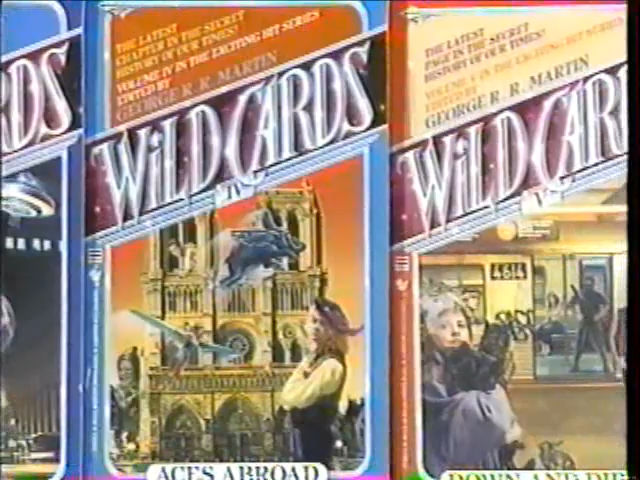 RDS
THE LATEST
CHAPTER IN THE SECRET
HISTORY OF OUR TIMES!
VOLUME IV IN THE EXCITING HIT SERIES
EDITED BY
GEORGE R. R. MARTIN
WILD CARDS
IV
ACES ABROAD
THE LATEST
PAGE IN THE SECRET
HISTORY OF OUR TIMES!
VOLUME V IN THE EXCITING HIT SERIES
EDITED BY
GEORGE R. R. MARTIN
WILD CAR
V
4614
DOWN AND DI